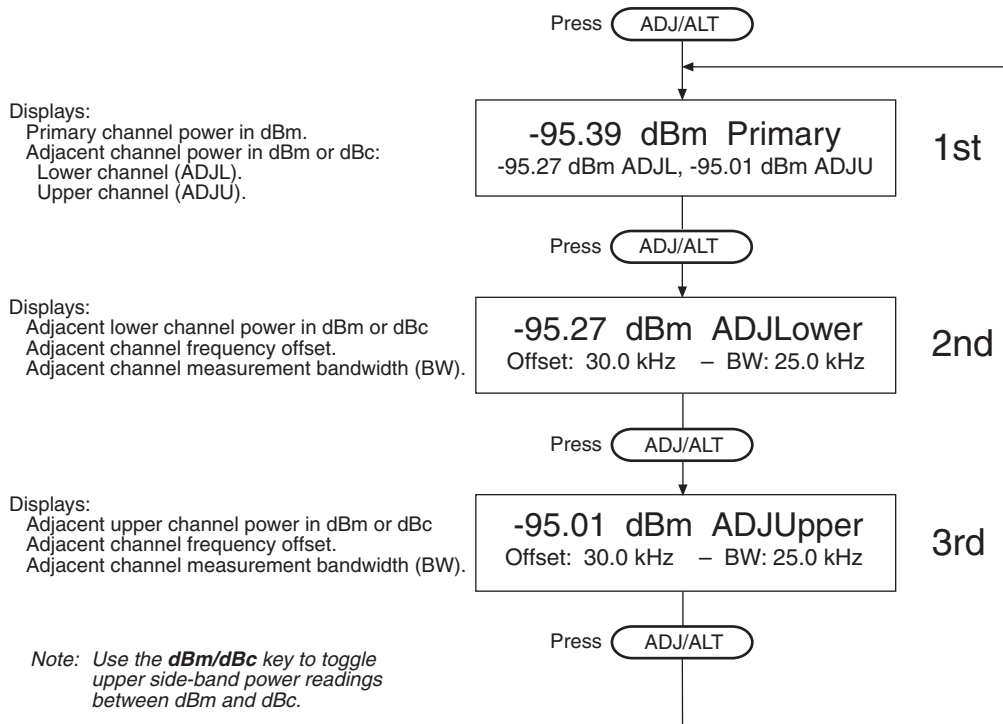 Press ADJ/ALT
Displays:
Primary channel power in dBm.
Adjacent channel power in dBm or dBc:
Lower channel (ADJL).
Upper channel (ADJU).
-95.39 dBm Primary
-95.27 dBm ADJL, -95.01 dBm ADJU
1st
Press ADJ/ALT
Displays:
Adjacent lower channel power in dBm or dBc
Adjacent channel frequency offset.
Adjacent channel measurement bandwidth (BW).
-95.27 dBm ADJLower
Offset: 30.0 kHz – BW: 25.0 kHz
2nd
Press ADJ/ALT
Displays:
Adjacent upper channel power in dBm or dBc
Adjacent channel frequency offset.
Adjacent channel measurement bandwidth (BW).
-95.01 dBm ADJUpper
Offset: 30.0 kHz – BW: 25.0 kHz
3rd
Press ADJ/ALT
Note: Use the dBm/dBc key to toggle
upper side-band power readings
between dBm and dBc.